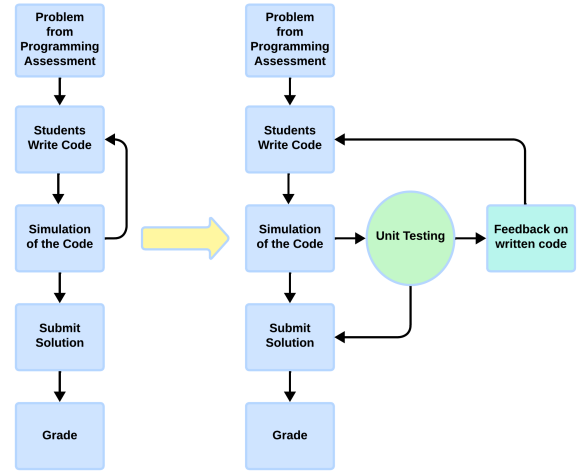 Problem
from
Programming
Assessment
Students
Write Code
Simulation
of the Code
Submit
Solution
Grade
Problem
from
Programming
Assessment
Students
Write Code
Simulation
of the Code
Unit Testing
Feedback on
written code
Submit
Solution
Grade